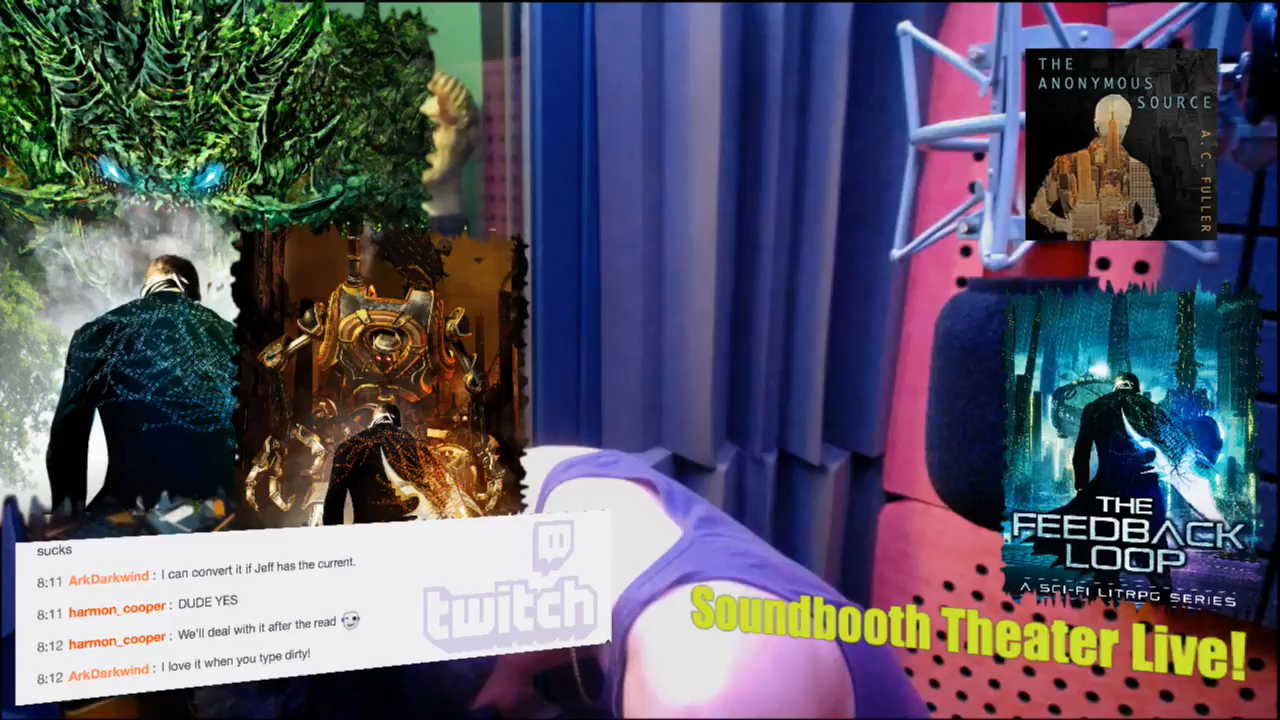 THE
ANONYMOUS
SOURCE
A. C. FULLER
THE
FEEDBACK
LOOP
A SCI-FI LITRPG SERIES
sucks
8:11 ArkDarkwind : I can convert it if Jeff has the current.
8:11 harmon_cooper : DUDE YES
8:12 harmon_cooper : We'll deal with it after the read
8:12 ArkDarkwind : I love it when you type dirty!
twitch
Soundbooth Theater Live!